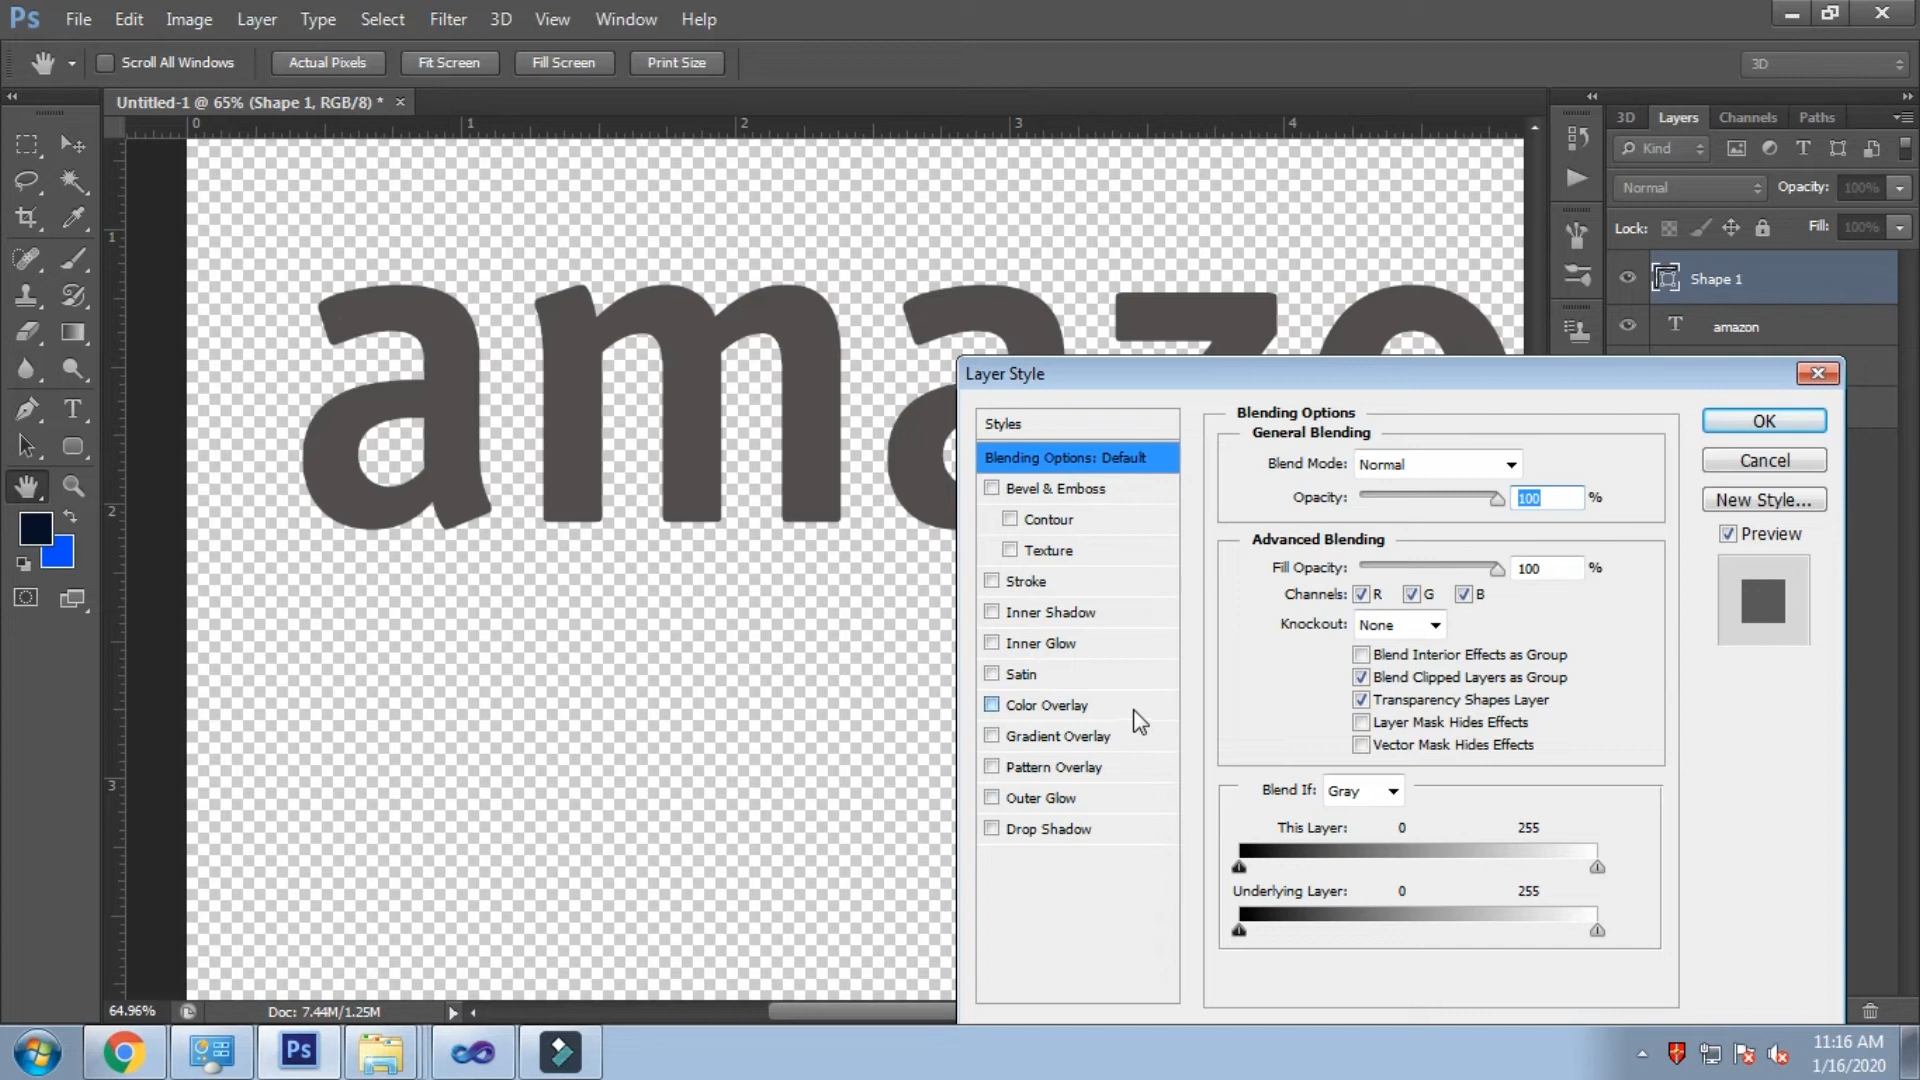 Ps File Edit Image Layer Type Select Filter 3D View Window Help
Scroll All Windows Actual Pixels Fit Screen Fill Screen Print Size 3D
Untitled-1 @ 65% (Shape 1, RGB/8) *
0 1 2 3 4
1
2
3
3D Layers Channels Paths
Kind
Normal Opacity: 100%
Lock: Fill: 100%
Shape 1
T amazon
amazo
Layer Style
Styles
Blending Options: Default
Bevel & Emboss
Contour
Texture
Stroke
Inner Shadow
Inner Glow
Satin
Color Overlay
Gradient Overlay
Pattern Overlay
Outer Glow
Drop Shadow
Blending Options
General Blending
Blend Mode: Normal
Opacity: 100 %
Advanced Blending
Fill Opacity: 100 %
Channels: R G B
Knockout: None
Blend Interior Effects as Group
Blend Clipped Layers as Group
Transparency Shapes Layer
Layer Mask Hides Effects
Vector Mask Hides Effects
Blend If: Gray
This Layer: 0 255
Underlying Layer: 0 255
OK
Cancel
New Style...
Preview
64.96% Doc: 7.44M/1.25M
Ps
11:16 AM
1/16/2020